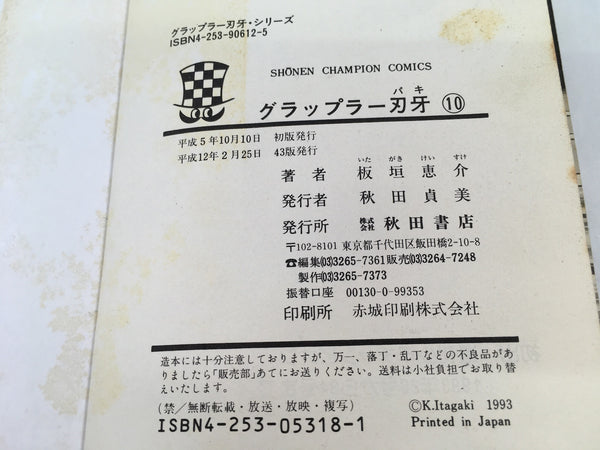 グラップラー刃牙・シリーズ
ISBN4-253-90612-5
SHŌNEN CHAMPION COMICS
バキ
グラップラー刃牙 ⑩
平成5年10月10日 初版発行
平成12年2月25日 43版発行
いた がき けい すけ
著者 板垣恵介
発行者 秋田貞美
発行所 株式会社 秋田書店
〒102-8101 東京都千代田区飯田橋2-10-8
☎編集(03)3265-7361 販売(03)3264-7248
製作(03)3265-7373
振替口座 00130-0-99353
印刷所 赤城印刷株式会社
造本には十分注意しておりますが、万一、落丁・乱丁などの不良品があ
りましたら「販売部」あてにお送りください。送料は小社負担でお取り替
えいたします。
(禁/無断転載・放送・放映・複写)
©K.Itagaki 1993
ISBN4-253-05318-1
Printed in Japan